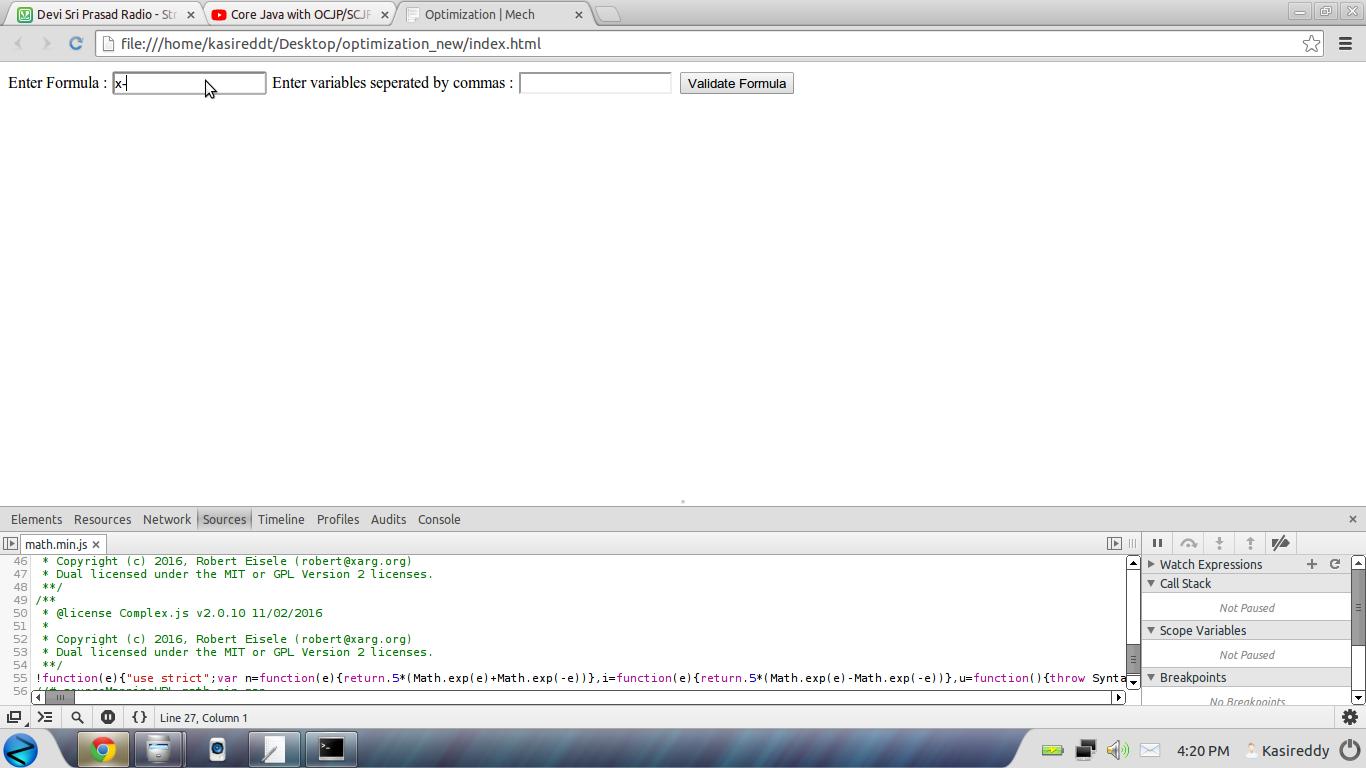 Devi Sri Prasad Radio - Str
Core Java with OCJP/SCJP
Optimization | Mech
file:///home/kasireddt/Desktop/optimization_new/index.html
Enter Formula : x- Enter variables seperated by commas : Validate Formula
Elements Resources Network Sources Timeline Profiles Audits Console
math.min.js
46 * Copyright (c) 2016, Robert Eisele (robert@xarg.org)
47 * Dual licensed under the MIT or GPL Version 2 licenses.
48 **/
49 /**
50 * @license Complex.js v2.0.10 11/02/2016
51 *
52 * Copyright (c) 2016, Robert Eisele (robert@xarg.org)
53 * Dual licensed under the MIT or GPL Version 2 licenses.
54 **/
55 !function(e){"use strict";var n=function(e){return.5*(Math.exp(e)+Math.exp(-e))},i=function(e){return.5*(Math.exp(e)-Math.exp(-e))},u=function(){throw Synta
56 //# sourceMappingURL=math.min.map
Watch Expressions
Call Stack
Not Paused
Scope Variables
Not Paused
Breakpoints
No Breakpoints
{ } Line 27, Column 1
4:20 PM Kasireddy